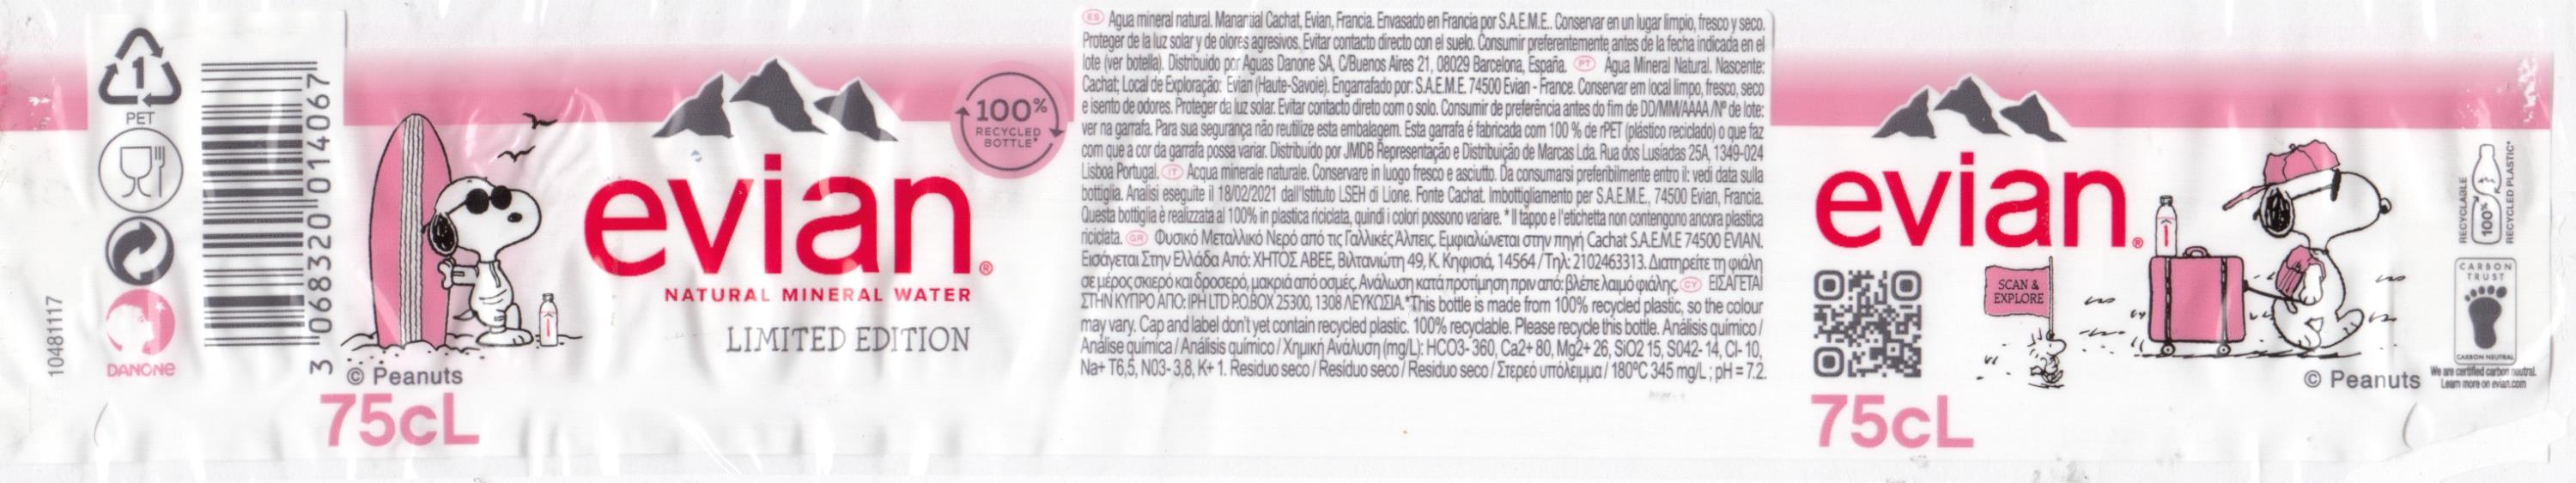 PET
DANONE
10481117
3 068320 014067
© Peanuts
75cL
evian®
NATURAL MINERAL WATER
LIMITED EDITION
100%
RECYCLED
BOTTLE*
ES Agua mineral natural. Manantial Cachat, Evian, Francia. Envasado en Francia por S.A.E.M.E.. Conservar en un lugar limpio, fresco y seco.
Proteger de la luz solar y de olores agresivos. Evitar contacto directo con el suelo. Consumir preferentemente antes de la fecha indicada en el
lote (ver botella). Distribuido por Aguas Danone SA, C/Buenos Aires 21, 08029 Barcelona, España. PT Água Mineral Natural. Nascente:
Cachat; Local de Exploração: Evian (Haute-Savoie). Engarrafado por: S.A.E.M.E. 74500 Evian - France. Conservar em local limpo, fresco, seco
e isento de odores. Proteger da luz solar. Evitar contacto direto com o solo. Consumir de preferência antes do fim de DD/MM/AAAA /Nº de lote:
ver na garrafa. Para sua segurança não reutilize esta embalagem. Esta garrafa é fabricada com 100 % de rPET (plástico reciclado) o que faz
com que a cor da garrafa possa variar. Distribuído por JMDB Representação e Distribuição de Marcas Lda. Rua dos Lusíadas 25A, 1349-024
Lisboa Portugal. IT Acqua minerale naturale. Conservare in luogo fresco e asciutto. Da consumarsi preferibilmente entro il: vedi data sulla
bottiglia. Analisi eseguite il 18/02/2021 dall'Istituto LSEH di Lione. Fonte Cachat. Imbottigliamento per S.A.E.M.E., 74500 Evian, Francia.
Questa bottiglia è realizzata al 100% in plastica riciclata, quindi i colori possono variare. * Il tappo e l'etichetta non contengono ancora plastica
riciclata. GR Φυσικό Μεταλλικό Νερό από τις Γαλλικές Άλπεις. Εμφιαλώνεται στην πηγή Cachat S.A.E.M.E 74500 EVIAN.
Εισάγεται Στην Ελλάδα Από: ΧΗΤΟΣ ΑΒΕΕ, Βιλτανιώτη 49, Κ. Κηφισιά, 14564 / Τηλ: 2102463313. Διατηρείτε τη φιάλη
σε μέρος σκιερό και δροσερό, μακριά από οσμές. Ανάλωση κατά προτίμηση πριν από: βλέπε λαιμό φιάλης. CY ΕΙΣΑΓΕΤΑΙ
ΣΤΗΝ ΚΥΠΡΟ ΑΠΟ: IPH LTD P.O.BOX 25300, 1308 ΛΕΥΚΩΣΙΑ.*This bottle is made from 100% recycled plastic, so the colour
may vary. Cap and label don't yet contain recycled plastic. 100% recyclable. Please recycle this bottle. Análisis químico /
Análise química / Análisis químico / Χημική Ανάλυση (mg/L): HCO3- 360, Ca2+ 80, Mg2+ 26, SiO2 15, SO42- 14, Cl- 10,
Na+ T6,5, NO3- 3,8, K+ 1. Residuo seco / Resíduo seco / Residuo seco / Στερεό υπόλειμμα / 180ºC 345 mg/L ; pH = 7.2.
evian®
SCAN &
EXPLORE
75cL
© Peanuts
RECYCLABLE
100%
RECYCLED PLASTIC*
CARBON
TRUST
CARBON NEUTRAL
We are certified carbon neutral.
Learn more on evian.com